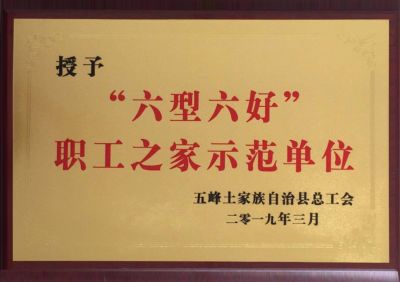 授予
“六型六好”
职工之家示范单位
五峰土家族自治县总工会
二零一九年三月